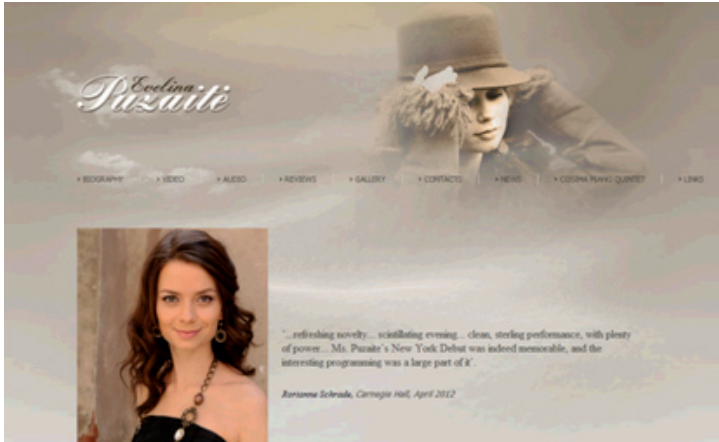 Evelina
Puzaitė
BIOGRAPHY VIDEO AUDIO REVIEWS GALLERY CONTACTS NEWS COSIMA PIANO QUINTET LINKS
'...refreshing novelty... scintillating evening... clean, sterling performance, with plenty
of power... Ms. Puzaite's New York Debut was indeed memorable, and the
interesting programming was a large part of it'.
Rorianne Schrade, Carnegie Hall, April 2012